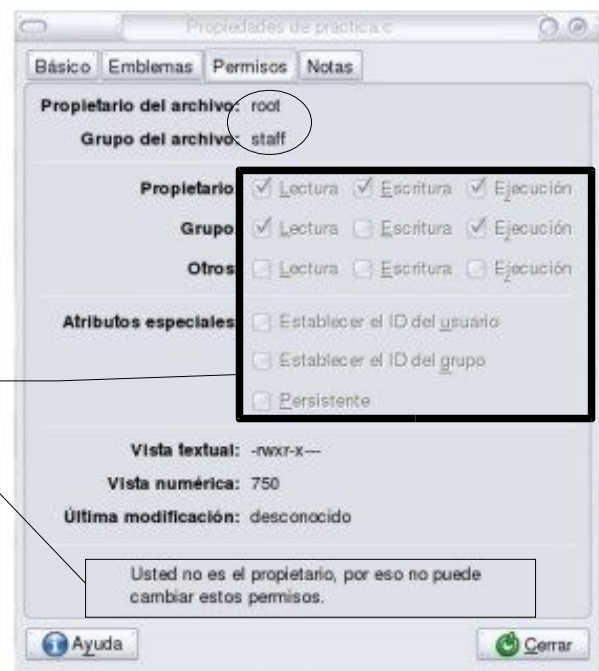 Propiedades de practica.c
Básico Emblemas Permisos Notas
Propietario del archivo: root
Grupo del archivo: staff
Propietario: Lectura Escritura Ejecución
Grupo: Lectura Escritura Ejecución
Otros: Lectura Escritura Ejecución
Atributos especiales: Establecer el ID del usuario
Establecer el ID del grupo
Persistente
Vista textual: -rwxr-x---
Vista numérica: 750
Última modificación: desconocido
Usted no es el propietario, por eso no puede
cambiar estos permisos.
Ayuda Cerrar